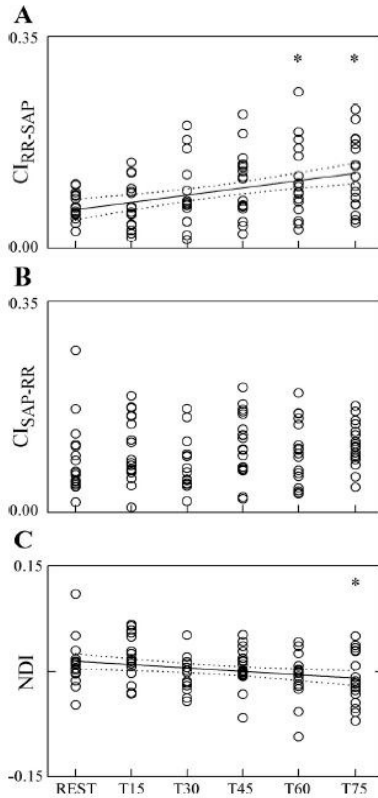 A
0.35
* *
CI RR-SAP
0.00
B
0.35
CI SAP-RR
0.00
C
0.15
*
NDI
-0.15
REST T15 T30 T45 T60 T75